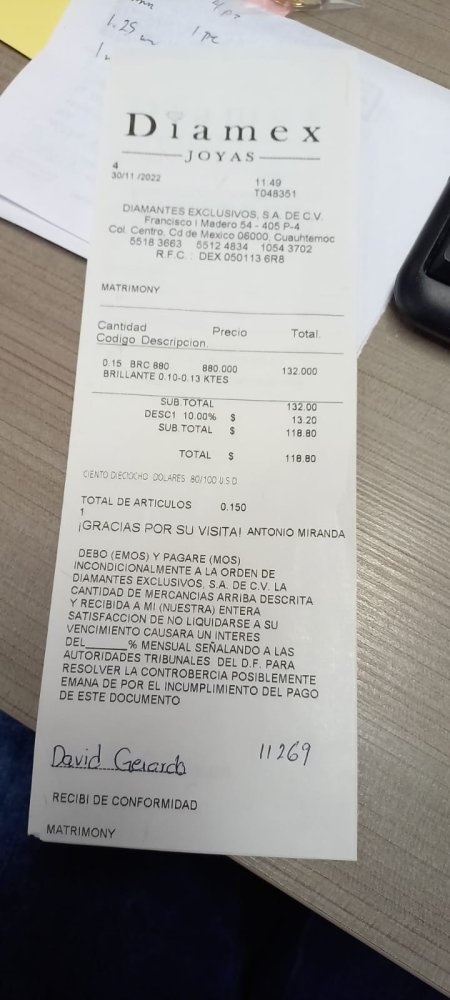 1.25 m
1 pc
Diamex
JOYAS
4
30/11 /2022
11:49
T048351
DIAMANTES EXCLUSIVOS, S.A. DE C.V.
Francisco I Madero 54 - 405 P-4
Col. Centro, Cd de Mexico 06000, Cuauhtemoc
5518 3663 5512 4834 1054 3702
R.F.C. : DEX 050113 6R8
MATRIMONY
Cantidad Precio Total.
Codigo Descripcion.
0.15 BRC 880 880.000 132.000
BRILLANTE 0.10-0.13 KTES
SUB.TOTAL 132.00
DESC1 10.00% $ 13.20
SUB.TOTAL $ 118.80
TOTAL $ 118.80
CIENTO DIECIOCHO DOLARES 80/100 U.S.D.
TOTAL DE ARTICULOS 0.150
1
¡GRACIAS POR SU VISITA! ANTONIO MIRANDA
DEBO (EMOS) Y PAGARE (MOS)
INCONDICIONALMENTE A LA ORDEN DE
DIAMANTES EXCLUSIVOS, S.A. DE C.V. LA
CANTIDAD DE MERCANCIAS ARRIBA DESCRITA
Y RECIBIDA A MI (NUESTRA) ENTERA
SATISFACCION DE NO LIQUIDARSE A SU
VENCIMIENTO CAUSARA UN INTERES
DEL______% MENSUAL SEÑALANDO A LAS
AUTORIDADES TRIBUNALES DEL D.F. PARA
RESOLVER LA CONTROBERCIA POSIBLEMENTE
EMANA DE POR EL INCUMPLIMIENTO DEL PAGO
DE ESTE DOCUMENTO
David Gerardo 11269
RECIBI DE CONFORMIDAD
MATRIMONY